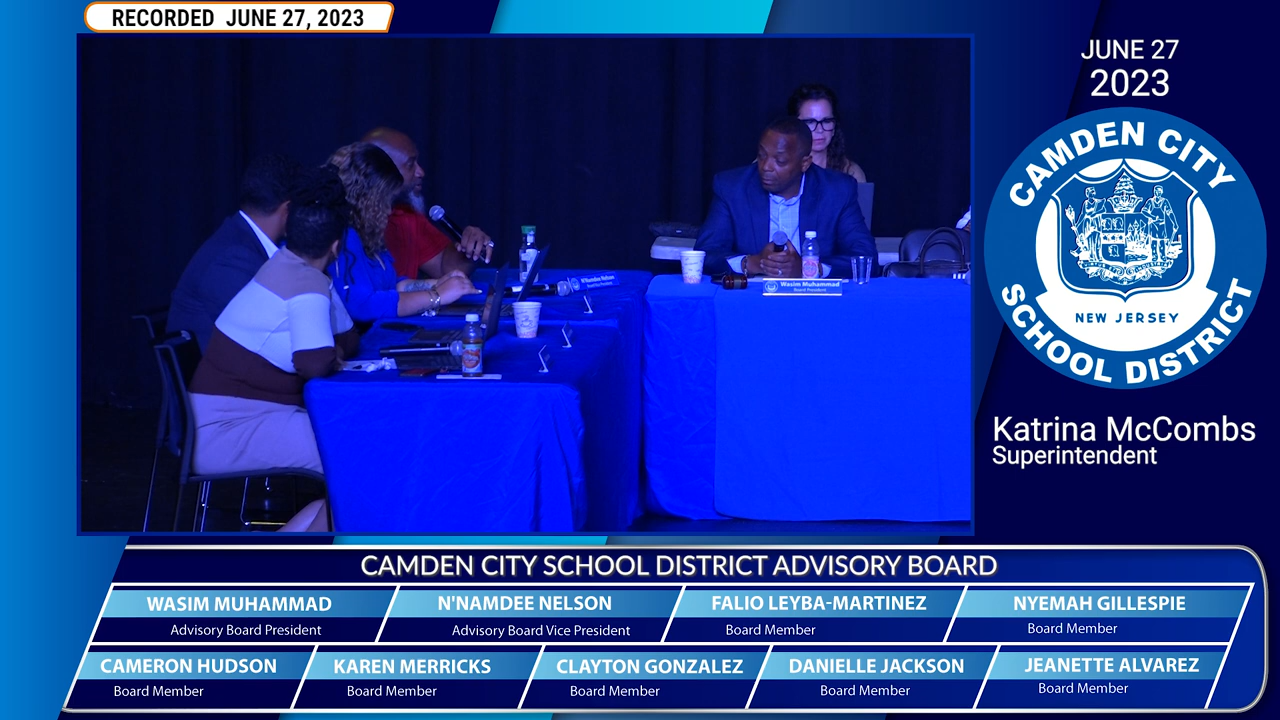 RECORDED JUNE 27, 2023
JUNE 27
2023
CAMDEN CITY
SCHOOL DISTRICT
NEW JERSEY
N'Namdee Nelson
Wasim Muhammad
Board President
Katrina McCombs
Superintendent
CAMDEN CITY SCHOOL DISTRICT ADVISORY BOARD
WASIM MUHAMMAD
Advisory Board President
N'NAMDEE NELSON
Advisory Board Vice President
FALIO LEYBA-MARTINEZ
Board Member
NYEMAH GILLESPIE
Board Member
CAMERON HUDSON
Board Member
KAREN MERRICKS
Board Member
CLAYTON GONZALEZ
Board Member
DANIELLE JACKSON
Board Member
JEANETTE ALVAREZ
Board Member